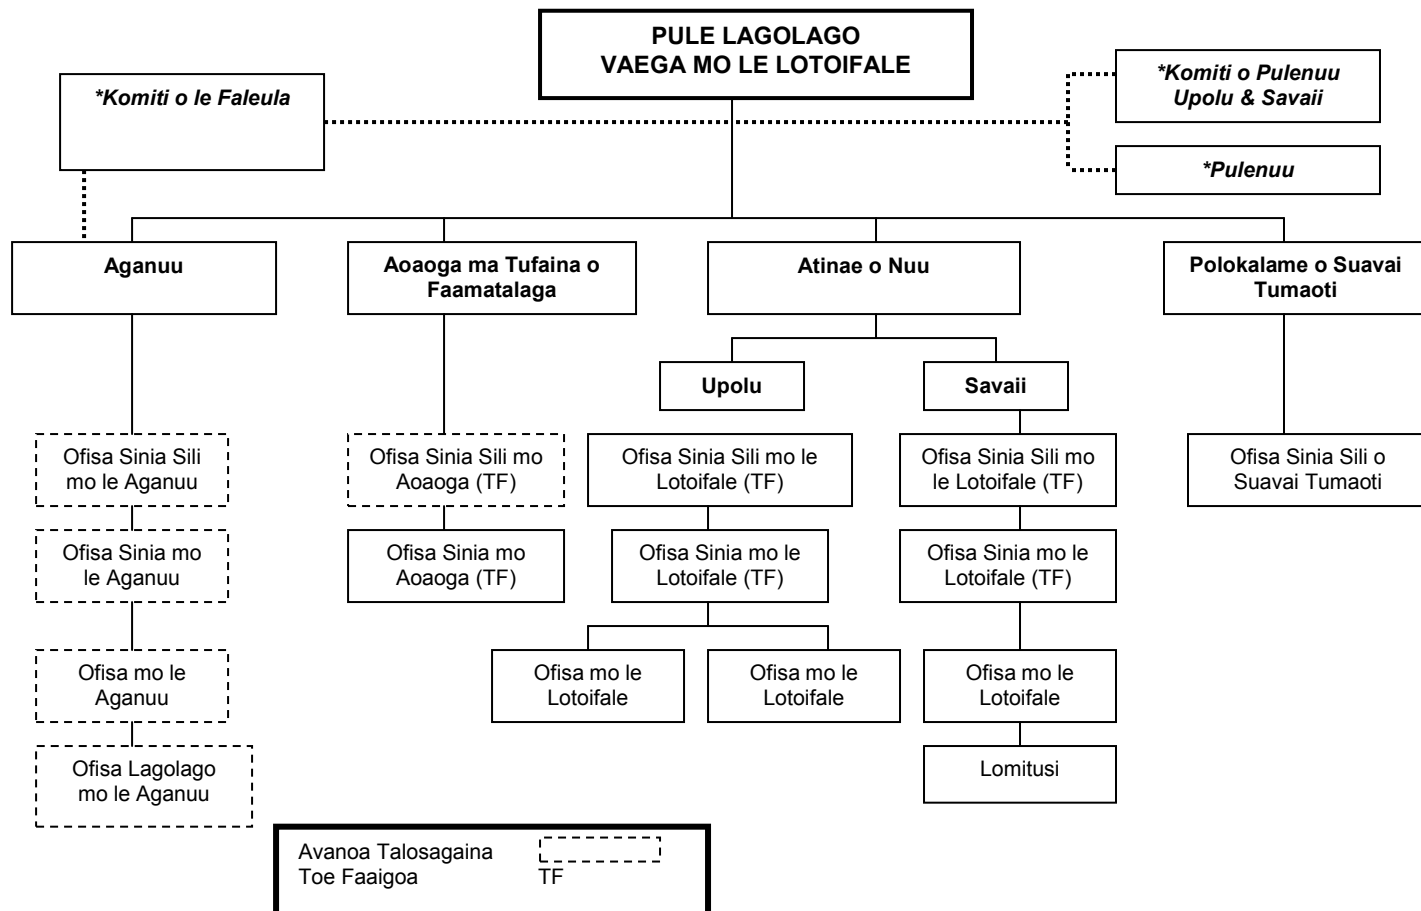 PULE LAGOLAGO
VAEGA MO LE LOTOIFALE
*Komiti o le Faleula
*Komiti o Pulenuu
Upolu & Savaii
*Pulenuu
Aganuu
Aoaoga ma Tufaina o
Faamatalaga
Atinae o Nuu
Polokalame o Suavai
Tumaoti
Upolu
Savaii
Ofisa Sinia Sili
mo le Aganuu
Ofisa Sinia Sili mo
Aoaoga (TF)
Ofisa Sinia Sili mo le
Lotoifale (TF)
Ofisa Sinia Sili mo
le Lotoifale (TF)
Ofisa Sinia Sili o
Suavai Tumaoti
Ofisa Sinia mo
le Aganuu
Ofisa Sinia mo
Aoaoga (TF)
Ofisa Sinia mo le
Lotoifale (TF)
Ofisa Sinia mo le
Lotoifale (TF)
Ofisa mo le
Aganuu
Ofisa mo le
Lotoifale
Ofisa mo le
Lotoifale
Ofisa mo le
Lotoifale
Ofisa Lagolago
mo le Aganuu
Lomitusi
Avanoa Talosagaina
Toe Faaigoa TF